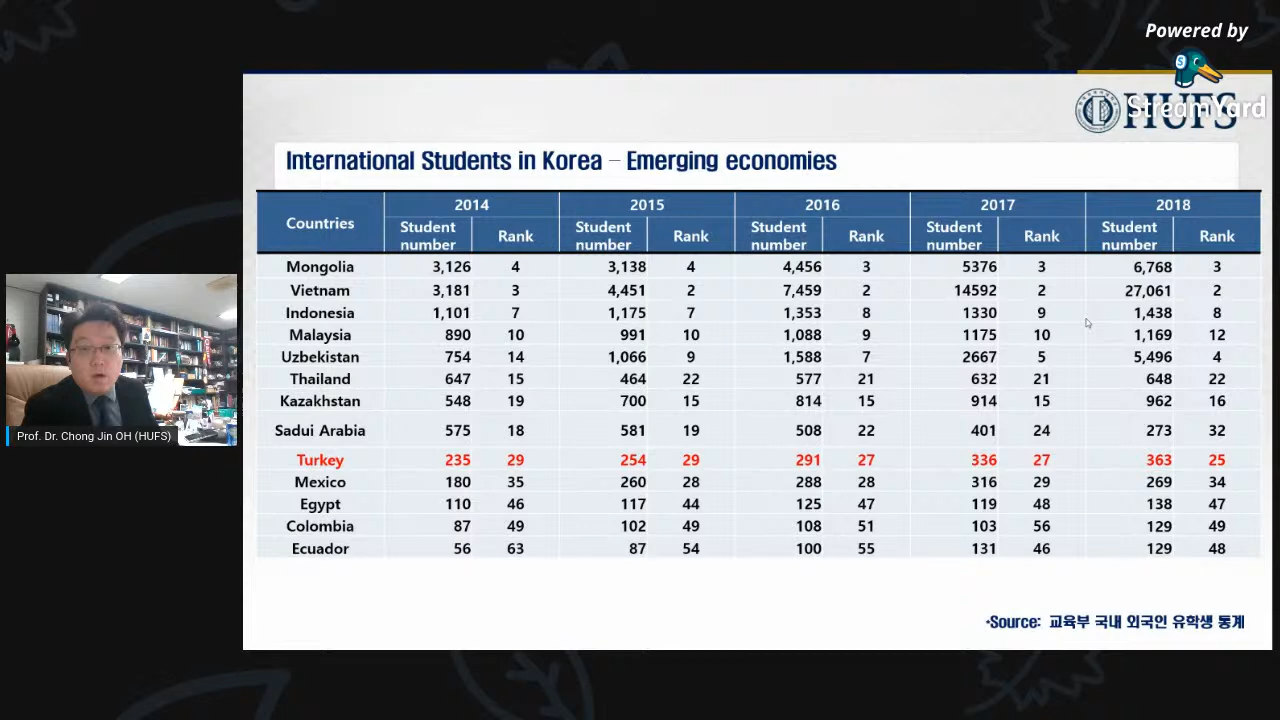 Powered by
StreamYard
HUFS
International Students in Korea – Emerging economies
Countries 2014 2015 2016 2017 2018
Student number Rank Student number Rank Student number Rank Student number Rank Student number Rank
Mongolia 3,126 4 3,138 4 4,456 3 5376 3 6,768 3
Vietnam 3,181 3 4,451 2 7,459 2 14592 2 27,061 2
Indonesia 1,101 7 1,175 7 1,353 8 1330 9 1,438 8
Malaysia 890 10 991 10 1,088 9 1175 10 1,169 12
Uzbekistan 754 14 1,066 9 1,588 7 2667 5 5,496 4
Thailand 647 15 464 22 577 21 632 21 648 22
Kazakhstan 548 19 700 15 814 15 914 15 962 16
Sadui Arabia 575 18 581 19 508 22 401 24 273 32
Turkey 235 29 254 29 291 27 336 27 363 25
Mexico 180 35 260 28 288 28 316 29 269 34
Egypt 110 46 117 44 125 47 119 48 138 47
Colombia 87 49 102 49 108 51 103 56 129 49
Ecuador 56 63 87 54 100 55 131 46 129 48
*Source: 교육부 국내 외국인 유학생 통계
Prof. Dr. Chong Jin OH (HUFS)